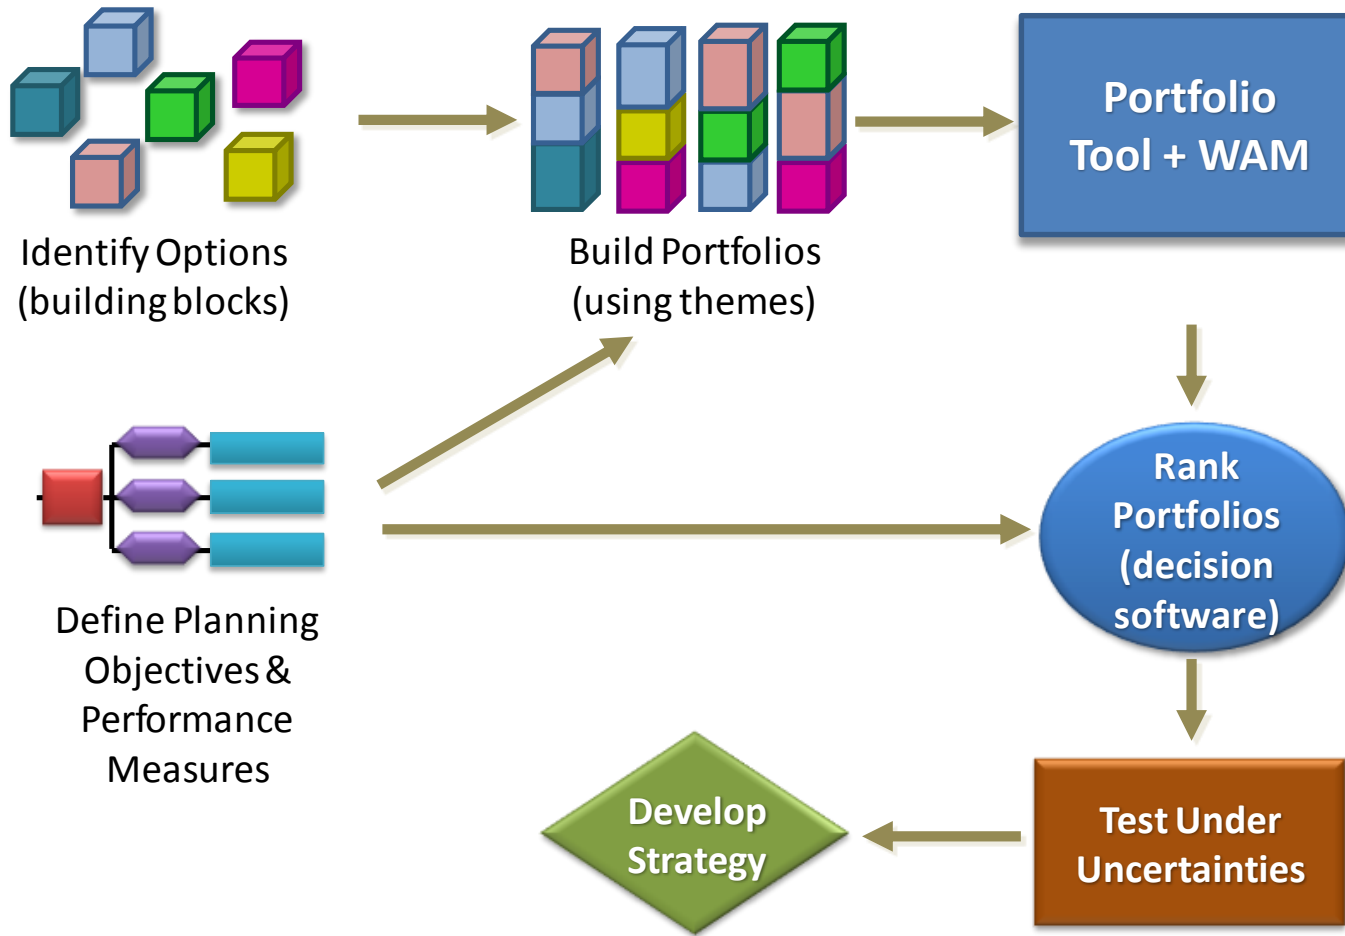 Identify Options
(building blocks)
Build Portfolios
(using themes)
Portfolio
Tool + WAM
Define Planning
Objectives &
Performance
Measures
Rank
Portfolios
(decision
software)
Test Under
Uncertainties
Develop
Strategy